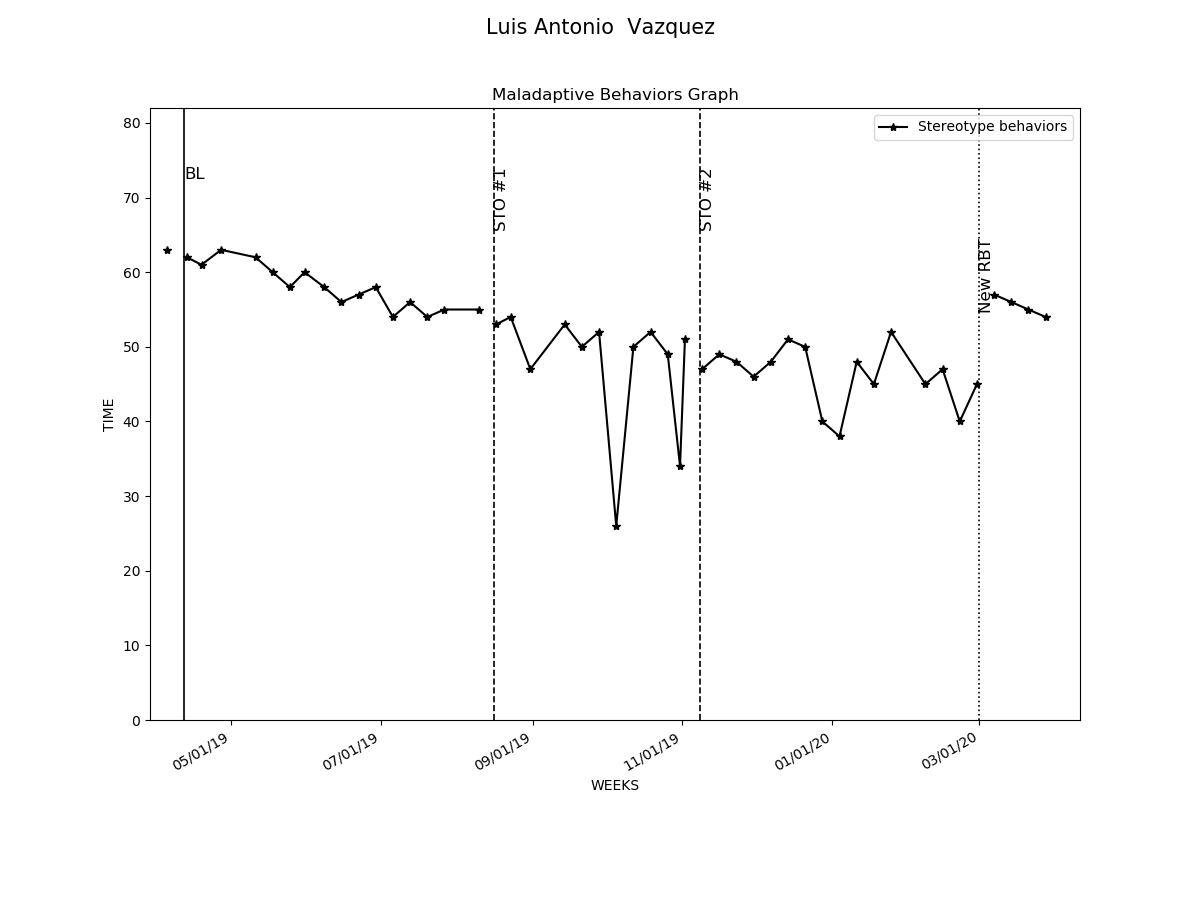 Luis Antonio  Vazquez
Maladaptive Behaviors Graph
Stereotype behaviors
BL
STO #1
STO #2
New RBT
TIME
80
70
60
50
40
30
20
10
0
05/01/19
07/01/19
09/01/19
11/01/19
01/01/20
03/01/20
WEEKS